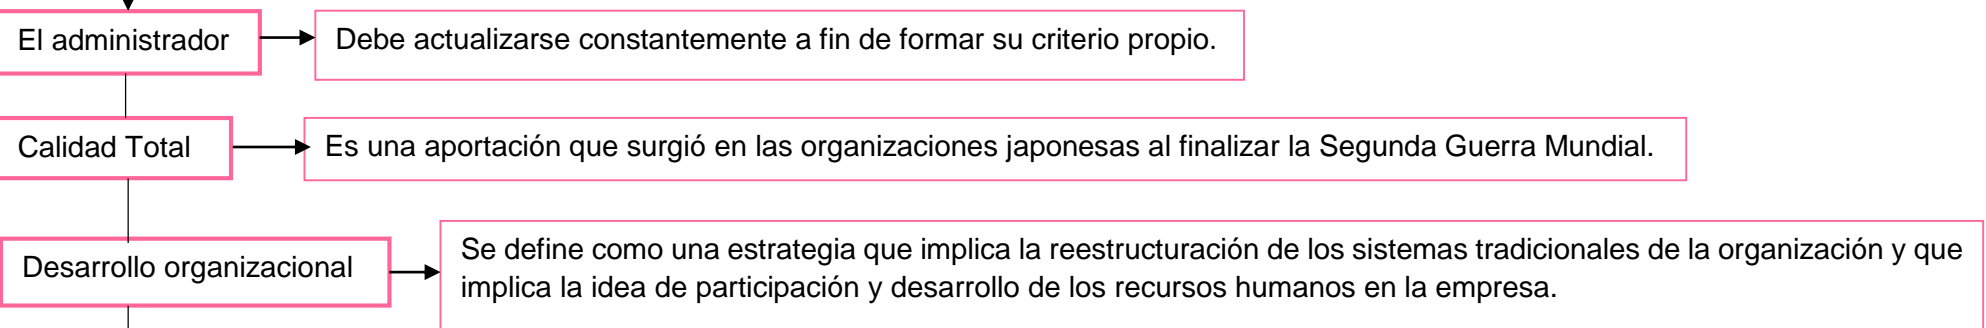 El administrador
Debe actualizarse constantemente a fin de formar su criterio propio.
Calidad Total
Es una aportación que surgió en las organizaciones japonesas al finalizar la Segunda Guerra Mundial.
Desarrollo organizacional
Se define como una estrategia que implica la reestructuración de los sistemas tradicionales de la organización y que
implica la idea de participación y desarrollo de los recursos humanos en la empresa.